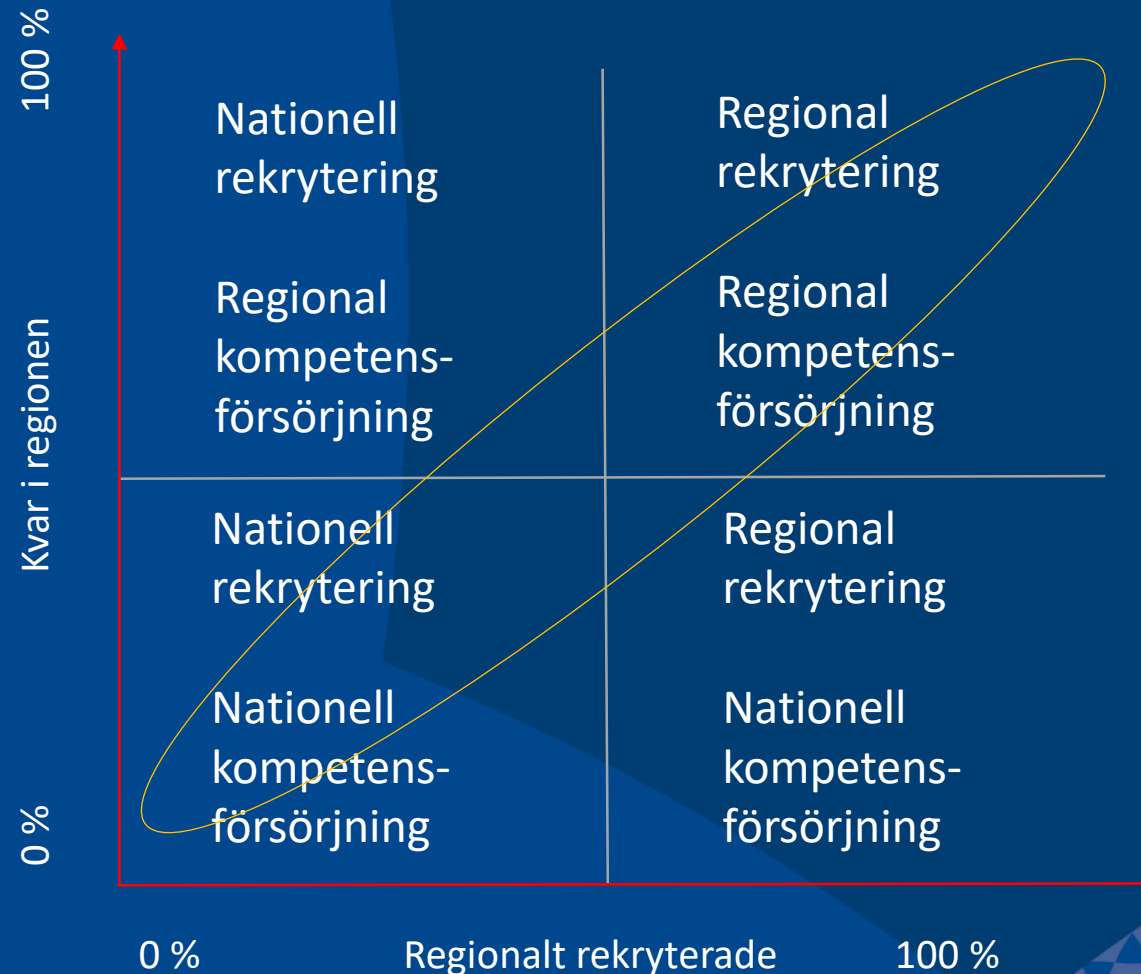 100 %
Kvar i regionen
0 %
Nationell
rekrytering
Regional
kompetens-
försörjning
Regional
rekrytering
Regional
kompetens-
försörjning
Nationell
rekrytering
Nationell
kompetens-
försörjning
Regional
rekrytering
Nationell
kompetens-
försörjning
0 %
Regionalt rekryterade
100 %